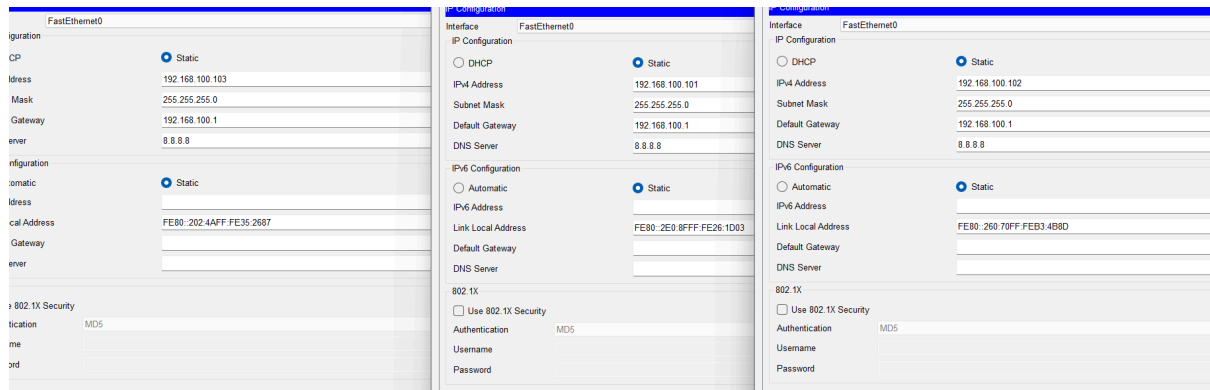 FastEthernet0
iguration
CP
Static
ddress
192.168.100.103
Mask
255.255.255.0
Gateway
192.168.100.1
erver
8.8.8.8
nfiguration
tomatic
Static
ddress
cal Address
FE80::202:4AFF:FE35:2687
Gateway
erver
e 802.1X Security
tication
MD5
me
ord
IP Configuration
Interface
FastEthernet0
IP Configuration
DHCP
Static
IPv4 Address
192.168.100.101
Subnet Mask
255.255.255.0
Default Gateway
192.168.100.1
DNS Server
8.8.8.8
IPv6 Configuration
Automatic
Static
IPv6 Address
Link Local Address
FE80::2E0:8FFF:FE26:1D03
Default Gateway
DNS Server
802.1X
Use 802.1X Security
Authentication
MD5
Username
Password
IP Configuration
Interface
FastEthernet0
IP Configuration
DHCP
Static
IPv4 Address
192.168.100.102
Subnet Mask
255.255.255.0
Default Gateway
192.168.100.1
DNS Server
8.8.8.8
IPv6 Configuration
Automatic
Static
IPv6 Address
Link Local Address
FE80::260:70FF:FEB3:4B8D
Default Gateway
DNS Server
802.1X
Use 802.1X Security
Authentication
MD5
Username
Password